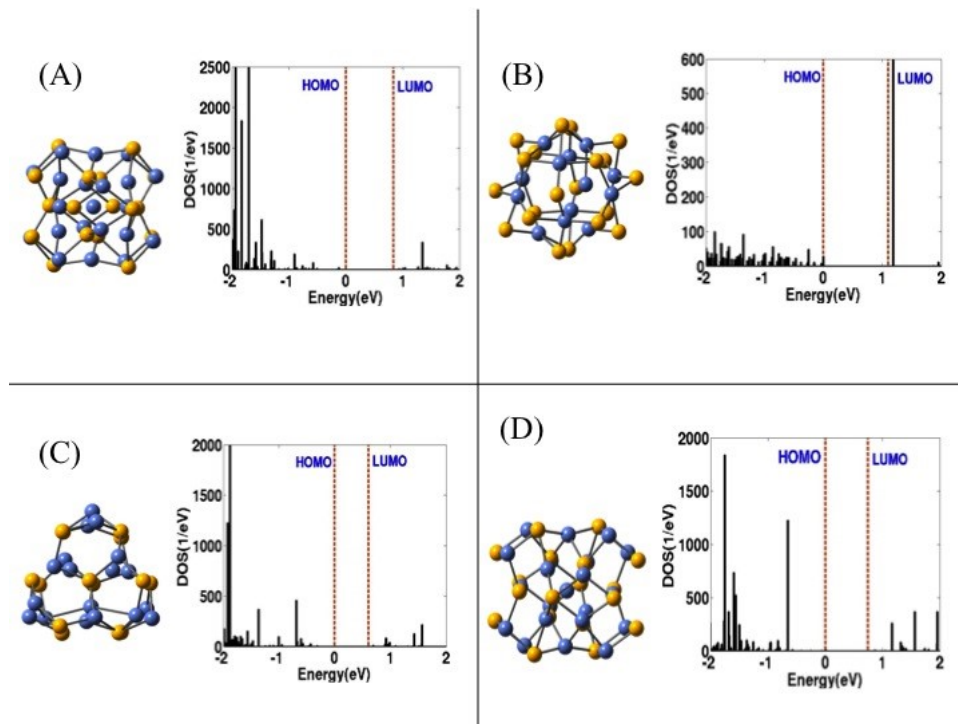 (A)
2500
2000
1500
1000
500
0
DOS(1/ev)
HOMO
LUMO
-2 -1 0 1 2
Energy(eV)
(B)
600
500
400
300
200
100
0
DOS(1/eV)
HOMO
LUMO
-2 -1 0 1 2
Energy(eV)
(C)
2000
1500
1000
500
0
DOS(1/eV)
HOMO
LUMO
-2 -1 0 1 2
Energy(eV)
(D)
2000
1500
1000
500
0
DOS(1/eV)
HOMO
LUMO
-2 -1 0 1 2
Energy(eV)